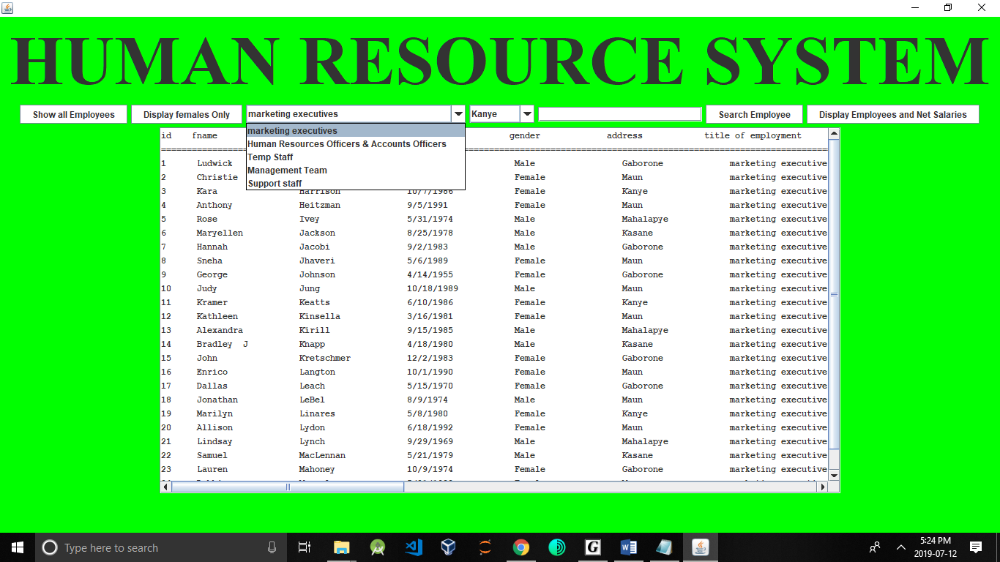 HUMAN RESOURCE SYSTEM
Show all Employees Display females Only marketing executives Kanye Search Employee Display Employees and Net Salaries
marketing executives
Human Resources Officers & Accounts Officers
Temp Staff
Management Team
Support staff
id fname gender address title of employment
1 Ludwick Male Gaborone marketing executive
2 Christie Female Maun marketing executive
3 Kara Harrison 10/7/1986 Female Kanye marketing executive
4 Anthony Heitzman 9/5/1991 Female Maun marketing executive
5 Rose Ivey 5/31/1974 Male Mahalapye marketing executive
6 Maryellen Jackson 8/25/1978 Male Kasane marketing executive
7 Hannah Jacobi 9/2/1983 Male Gaborone marketing executive
8 Sneha Jhaveri 5/6/1989 Female Maun marketing executive
9 George Johnson 4/14/1955 Female Gaborone marketing executive
10 Judy Jung 10/18/1989 Male Maun marketing executive
11 Kramer Keatts 6/10/1986 Female Kanye marketing executive
12 Kathleen Kinsella 3/16/1981 Female Maun marketing executive
13 Alexandra Kirill 9/15/1985 Male Mahalapye marketing executive
14 Bradley J Knapp 4/18/1980 Male Kasane marketing executive
15 John Kretschmer 12/2/1983 Female Gaborone marketing executive
16 Enrico Langton 10/1/1990 Female Maun marketing executive
17 Dallas Leach 5/15/1970 Female Gaborone marketing executive
18 Jonathan LeBel 8/9/1974 Male Maun marketing executive
19 Marilyn Linares 5/8/1980 Female Kanye marketing executive
20 Allison Lydon 6/18/1992 Female Maun marketing executive
21 Lindsay Lynch 9/29/1969 Male Mahalapye marketing executive
22 Samuel MacLennan 5/21/1979 Male Kasane marketing executive
23 Lauren Mahoney 10/9/1974 Female Gaborone marketing executive
Type here to search
5:24 PM
2019-07-12